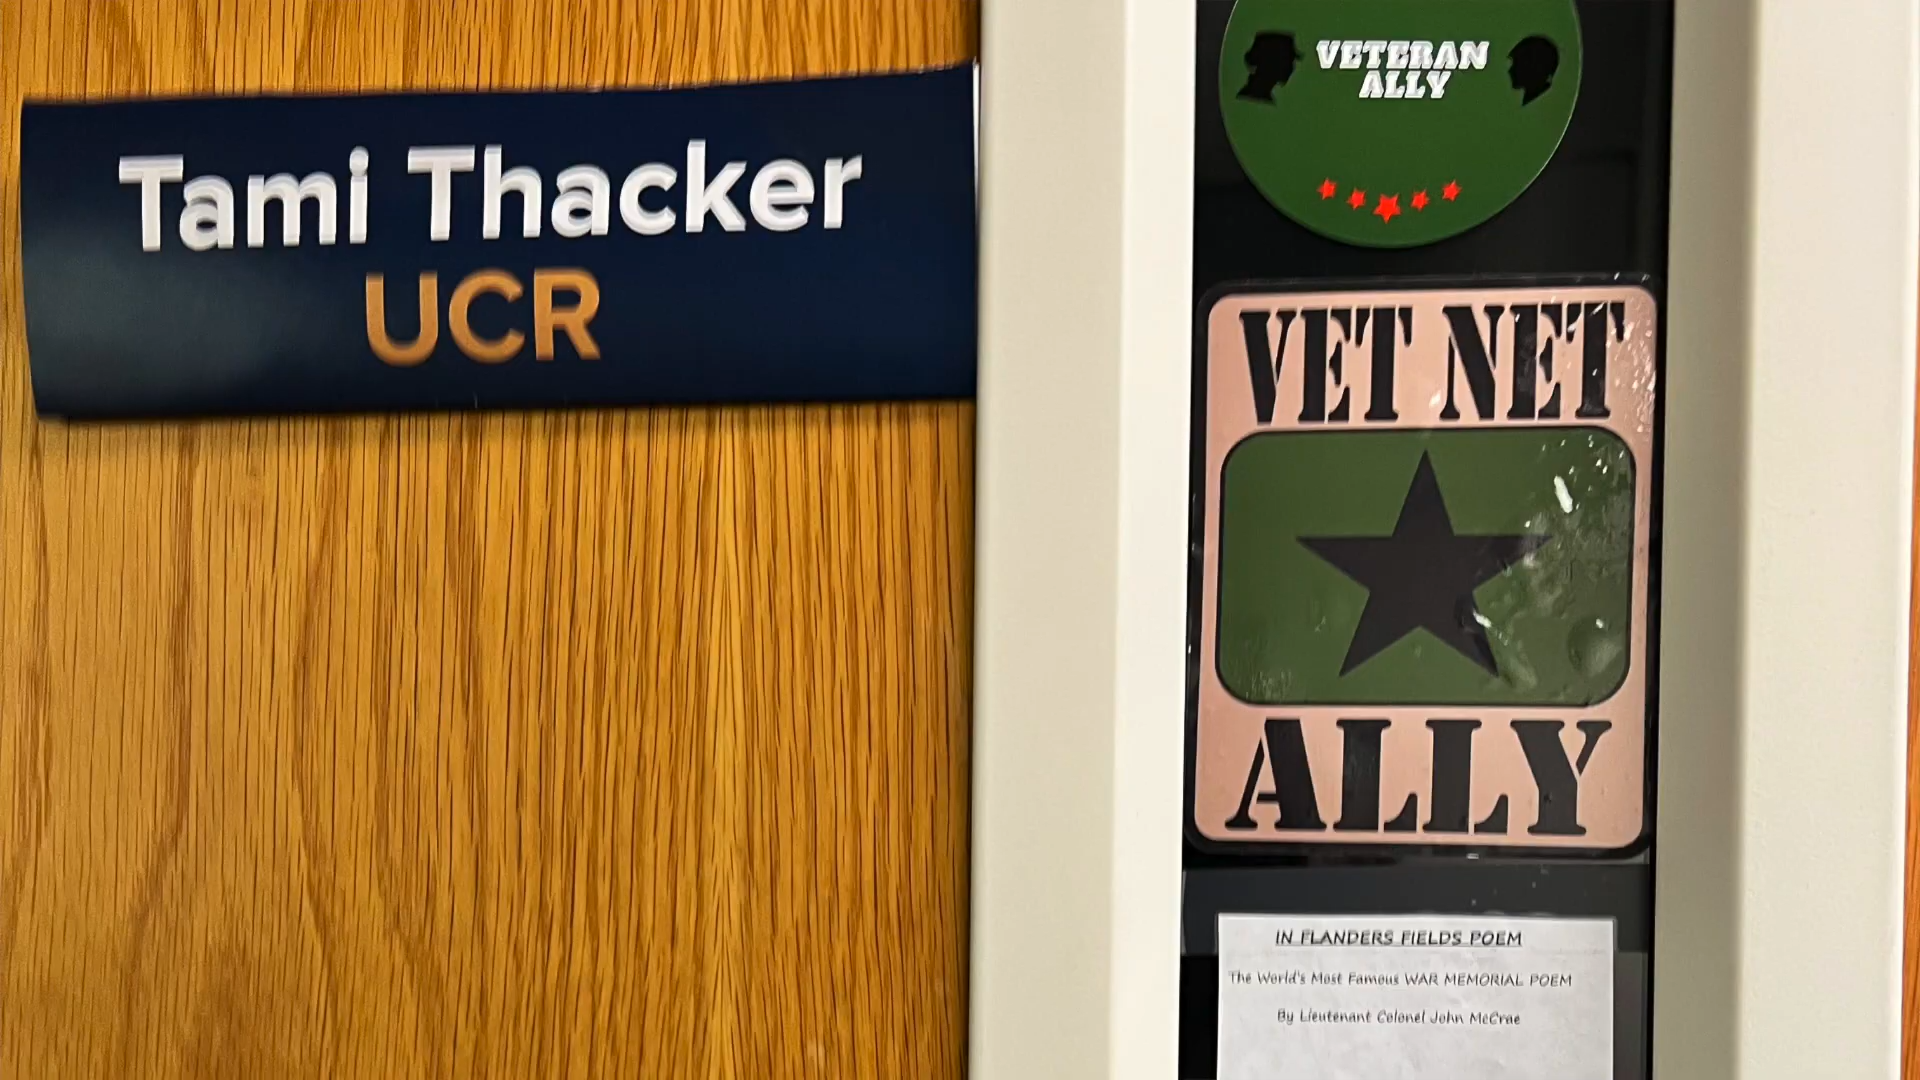 Tami Thacker
UCR
VETERAN
ALLY
VET NET
ALLY
IN FLANDERS FIELDS POEM
The World's Most Famous WAR MEMORIAL POEM
By Lieutenant Colonel John McCrae